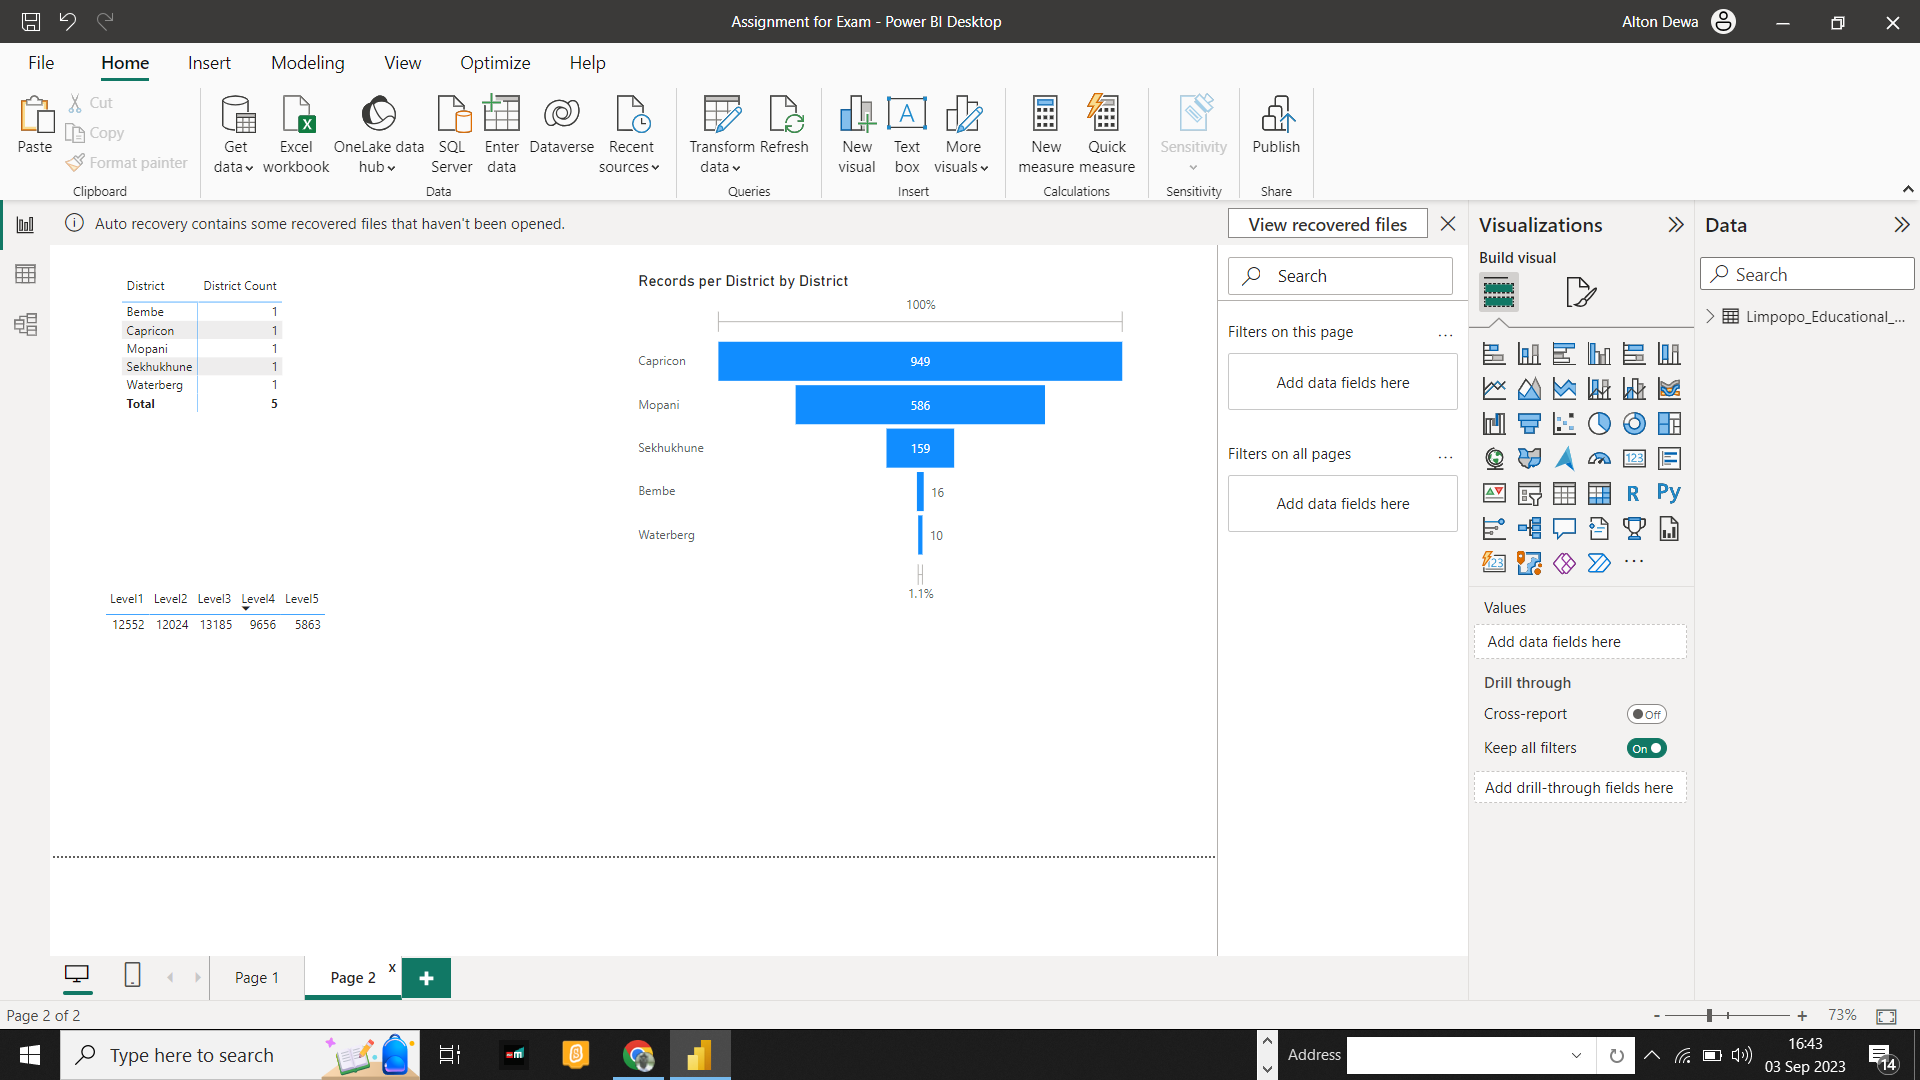 Assignment for Exam - Power BI Desktop
Alton Dewa
File Home Insert Modeling View Optimize Help
Paste
Cut
Copy
Format painter
Clipboard
Get data
Excel workbook
OneLake data hub
SQL Server
Enter data
Dataverse
Recent sources
Data
Transform data
Refresh
Queries
New visual
Text box
More visuals
Insert
New measure
Quick measure
Calculations
Sensitivity
Sensitivity
Publish
Share
Auto recovery contains some recovered files that haven't been opened.
View recovered files
District District Count
Bembe 1
Capricon 1
Mopani 1
Sekhukhune 1
Waterberg 1
Total 5
Level1 Level2 Level3 Level4 Level5
12552 12024 13185 9656 5863
Records per District by District
100%
Capricon 949
Mopani 586
Sekhukhune 159
Bembe 16
Waterberg 10
1.1%
Search
Filters on this page
...
Add data fields here
Filters on all pages
...
Add data fields here
Visualizations
Build visual
123
R
Py
123
...
Values
Add data fields here
Drill through
Cross-report Off
Keep all filters On
Add drill-through fields here
Data
Search
Limpopo_Educational_...
Page 1
Page 2
x
+
Page 2 of 2
- + 73%
Type here to search
Address
16:43
03 Sep 2023
14